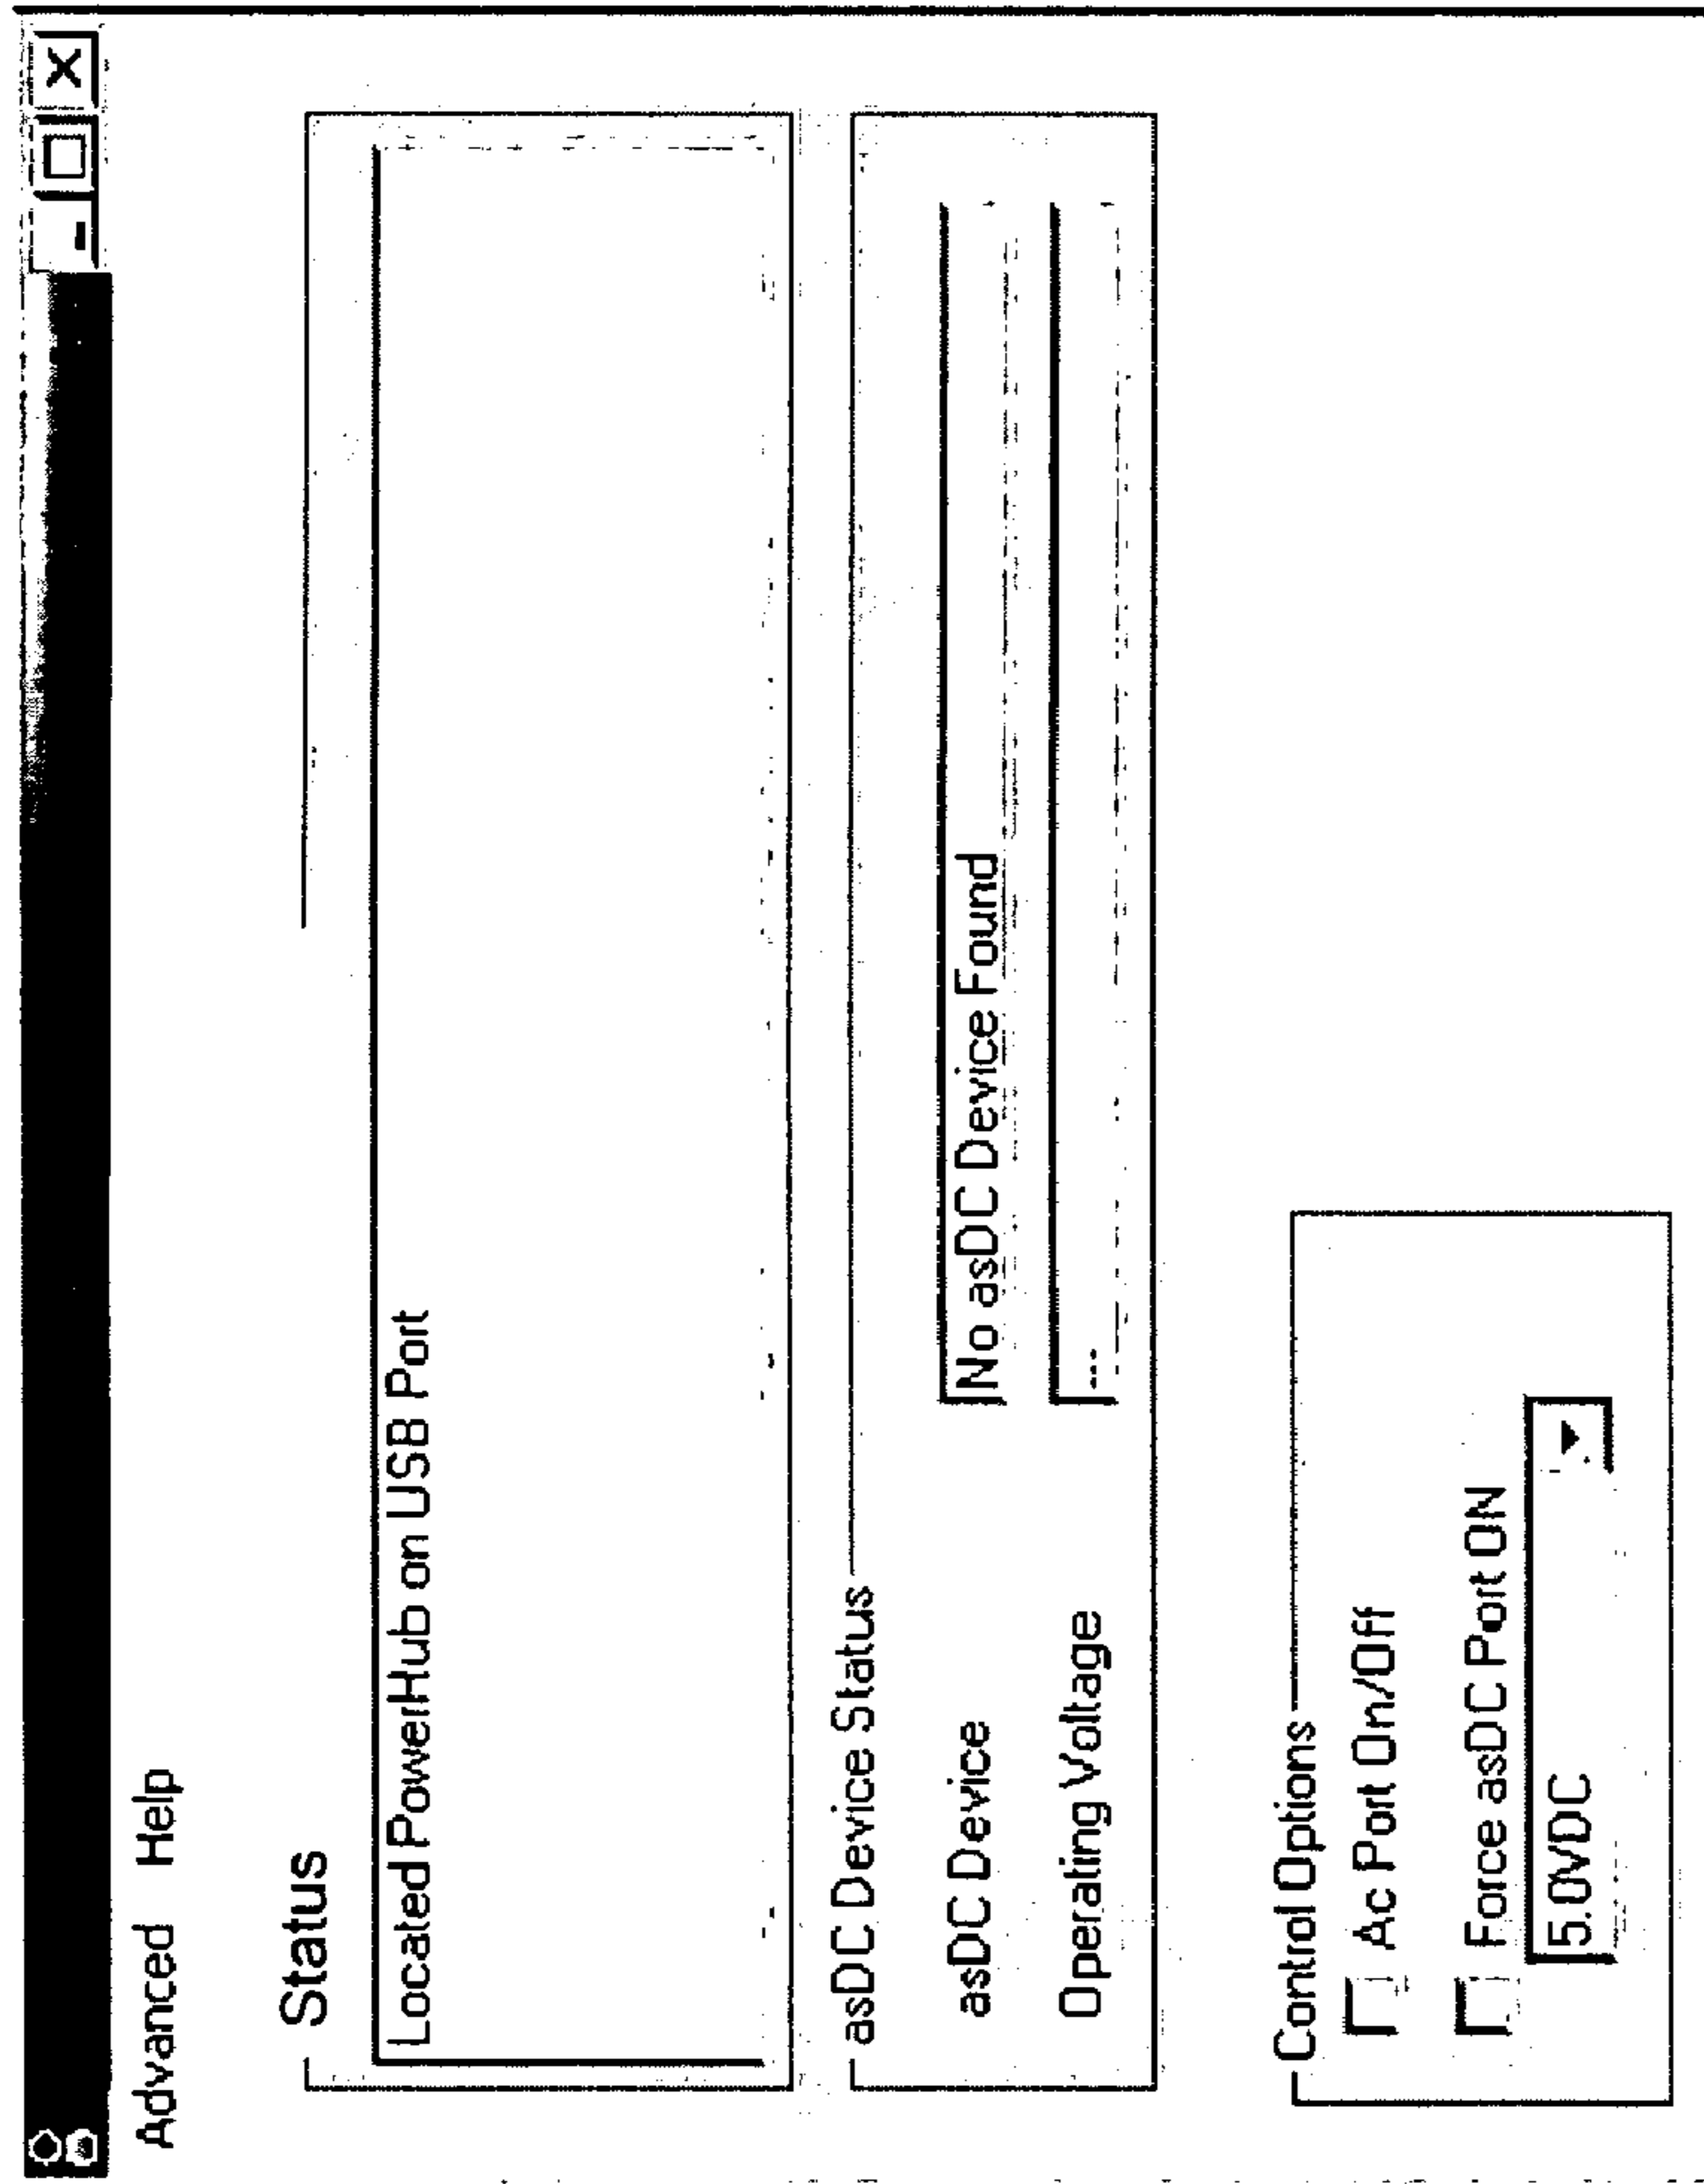 Advanced Help
Status
Located PowerHub on USB Port
asDC Device Status
asDC Device No asDC Device Found
Operating Voltage ---
Control Options
Ac Port On/Off
Force asDC Port ON
5.0VDC